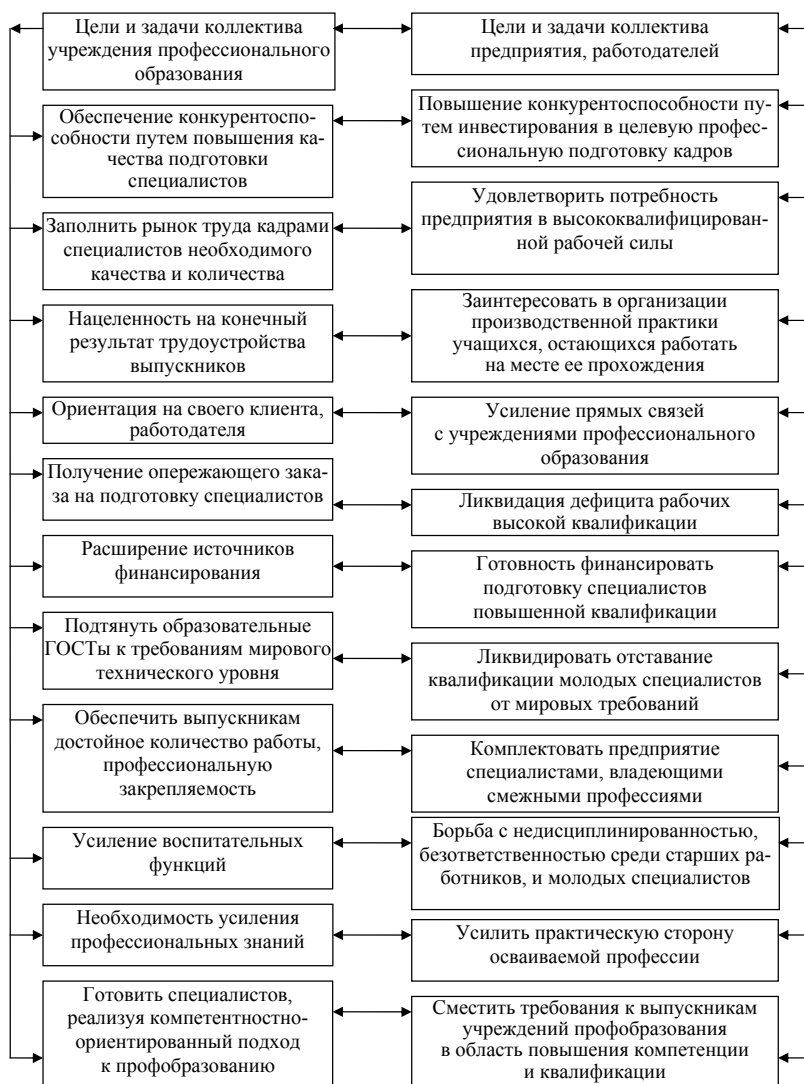 Цели и задачи коллектива
учреждения профессионального
образования
Цели и задачи коллектива
предприятия, работодателей
Обеспечение конкурентоспо-
собности путем повышения ка-
чества подготовки
специалистов
Повышение конкурентоспособности пу-
тем инвестирования в целевую профес-
сиональную подготовку кадров
Заполнить рынок труда кадрами
специалистов необходимого
качества и количества
Удовлетворить потребность
предприятия в высококвалифицирован-
ной рабочей силы
Нацеленность на конечный
результат трудоустройства
выпускников
Заинтересовать в организации
производственной практики
учащихся, остающихся работать
на месте ее прохождения
Ориентация на своего клиента,
работодателя
Усиление прямых связей
с учреждениями профессионального
образования
Получение опережающего зака-
за на подготовку специалистов
Ликвидация дефицита рабочих
высокой квалификации
Расширение источников
финансирования
Готовность финансировать
подготовку специалистов
повышенной квалификации
Подтянуть образовательные
ГОСТы к требованиям мирового
технического уровня
Ликвидировать отставание
квалификации молодых специалистов
от мировых требований
Обеспечить выпускникам
достойное количество работы,
профессиональную
закрепляемость
Комплектовать предприятие
специалистами, владеющими
смежными профессиями
Усиление воспитательных
функций
Борьба с недисциплинированностью,
безответственностью среди старших ра-
ботников, и молодых специалистов
Необходимость усиления
профессиональных знаний
Усилить практическую сторону
осваиваемой профессии
Готовить специалистов,
реализуя компетентностно-
ориентированный подход
к профобразованию
Сместить требования к выпускникам
учреждений профобразования
в область повышения компетенции
и квалификации